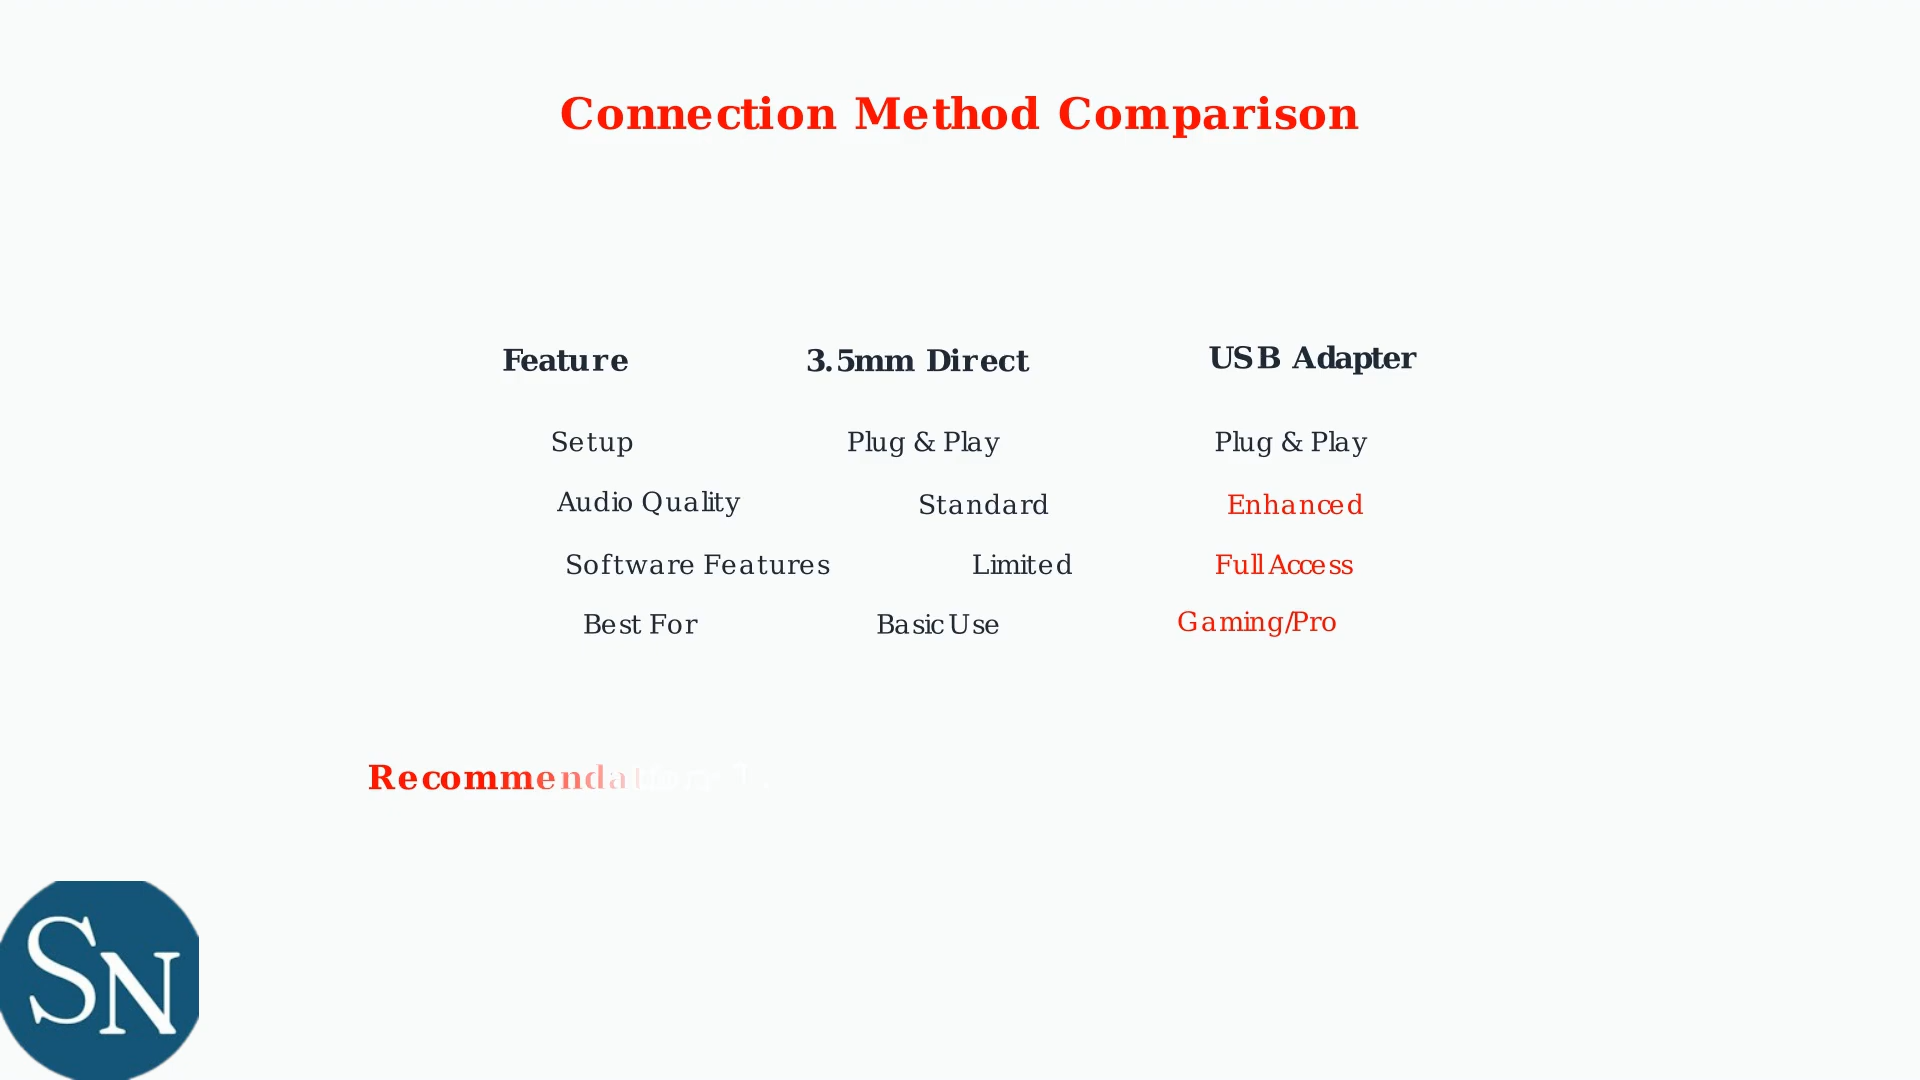 Connection Method Comparison
Feature 3.5mm Direct USB Adapter
Setup Plug & Play Plug & Play
Audio Quality Standard Enhanced
Software Features Limited Full Access
Best For Basic Use Gaming/Pro
SN